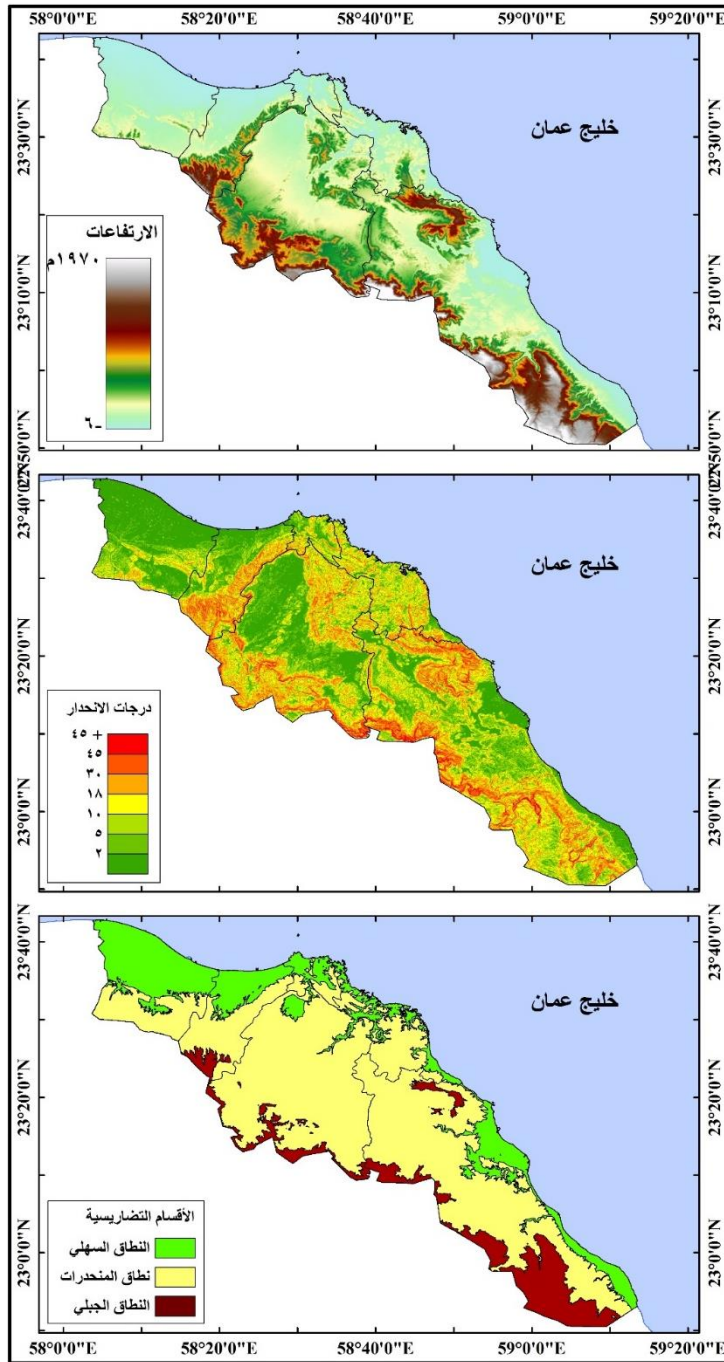 58°0'0"E 58°20'0"E 58°40'0"E 59°0'0"E 59°20'0"E
23°30'0"N
23°10'0"N
22°50'0"N
خليج عمان
الارتفاعات
١٩٧٠م
٦-
23°40'0"N
23°20'0"N
23°0'0"N
خليج عمان
درجات الانحدار
٤٥ +
٤٥
٣٠
١٨
١٠
٥
٢
23°40'0"N
23°20'0"N
23°0'0"N
خليج عمان
الأقسام التضاريسية
النطاق السهلي
نطاق المنحدرات
النطاق الجبلي
58°0'0"E 58°20'0"E 58°40'0"E 59°0'0"E 59°20'0"E